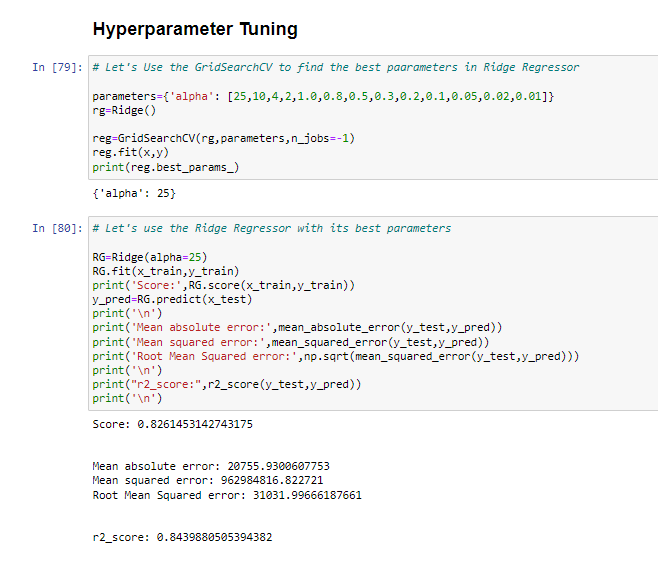 Hyperparameter Tuning
In [79]: # Let's Use the GridSearchCV to find the best paarameters in Ridge Regressor
parameters={'alpha': [25,10,4,2,1.0,0.8,0.5,0.3,0.2,0.1,0.05,0.02,0.01]}
rg=Ridge()
reg=GridSearchCV(rg,parameters,n_jobs=-1)
reg.fit(x,y)
print(reg.best_params_)
{'alpha': 25}
In [80]: # Let's use the Ridge Regressor with its best parameters
RG=Ridge(alpha=25)
RG.fit(x_train,y_train)
print('Score:',RG.score(x_train,y_train))
y_pred=RG.predict(x_test)
print('\n')
print('Mean absolute error:',mean_absolute_error(y_test,y_pred))
print('Mean squared error:',mean_squared_error(y_test,y_pred))
print('Root Mean Squared error:',np.sqrt(mean_squared_error(y_test,y_pred)))
print('\n')
print("r2_score:",r2_score(y_test,y_pred))
print('\n')
Score: 0.8261453142743175
Mean absolute error: 20755.9300607753
Mean squared error: 962984816.822721
Root Mean Squared error: 31031.99666187661
r2_score: 0.8439880505394382